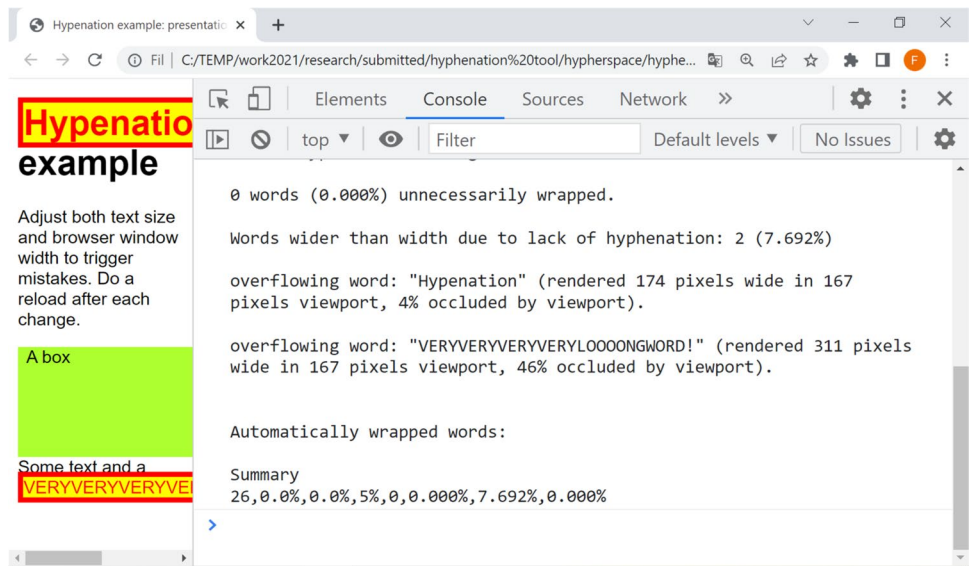 Hypenation example: presentatio
Fil | C:/TEMP/work2021/research/submitted/hyphenation%20tool/hypherspace/hyphe...
F
Elements Console Sources Network
top Filter Default levels No Issues
Hypenatio
example
Adjust both text size
and browser window
width to trigger
mistakes. Do a
reload after each
change.
A box
Some text and a
VERYVERYVERYVE
0 words (0.000%) unnecessarily wrapped.
Words wider than width due to lack of hyphenation: 2 (7.692%)
overflowing word: "Hypenation" (rendered 174 pixels wide in 167
pixels viewport, 4% occluded by viewport).
overflowing word: "VERYVERYVERYVERYLOOOONGWORD!" (rendered 311 pixels
wide in 167 pixels viewport, 46% occluded by viewport).
Automatically wrapped words:
Summary
26,0.0%,0.0%,5%,0,0.000%,7.692%,0.000%